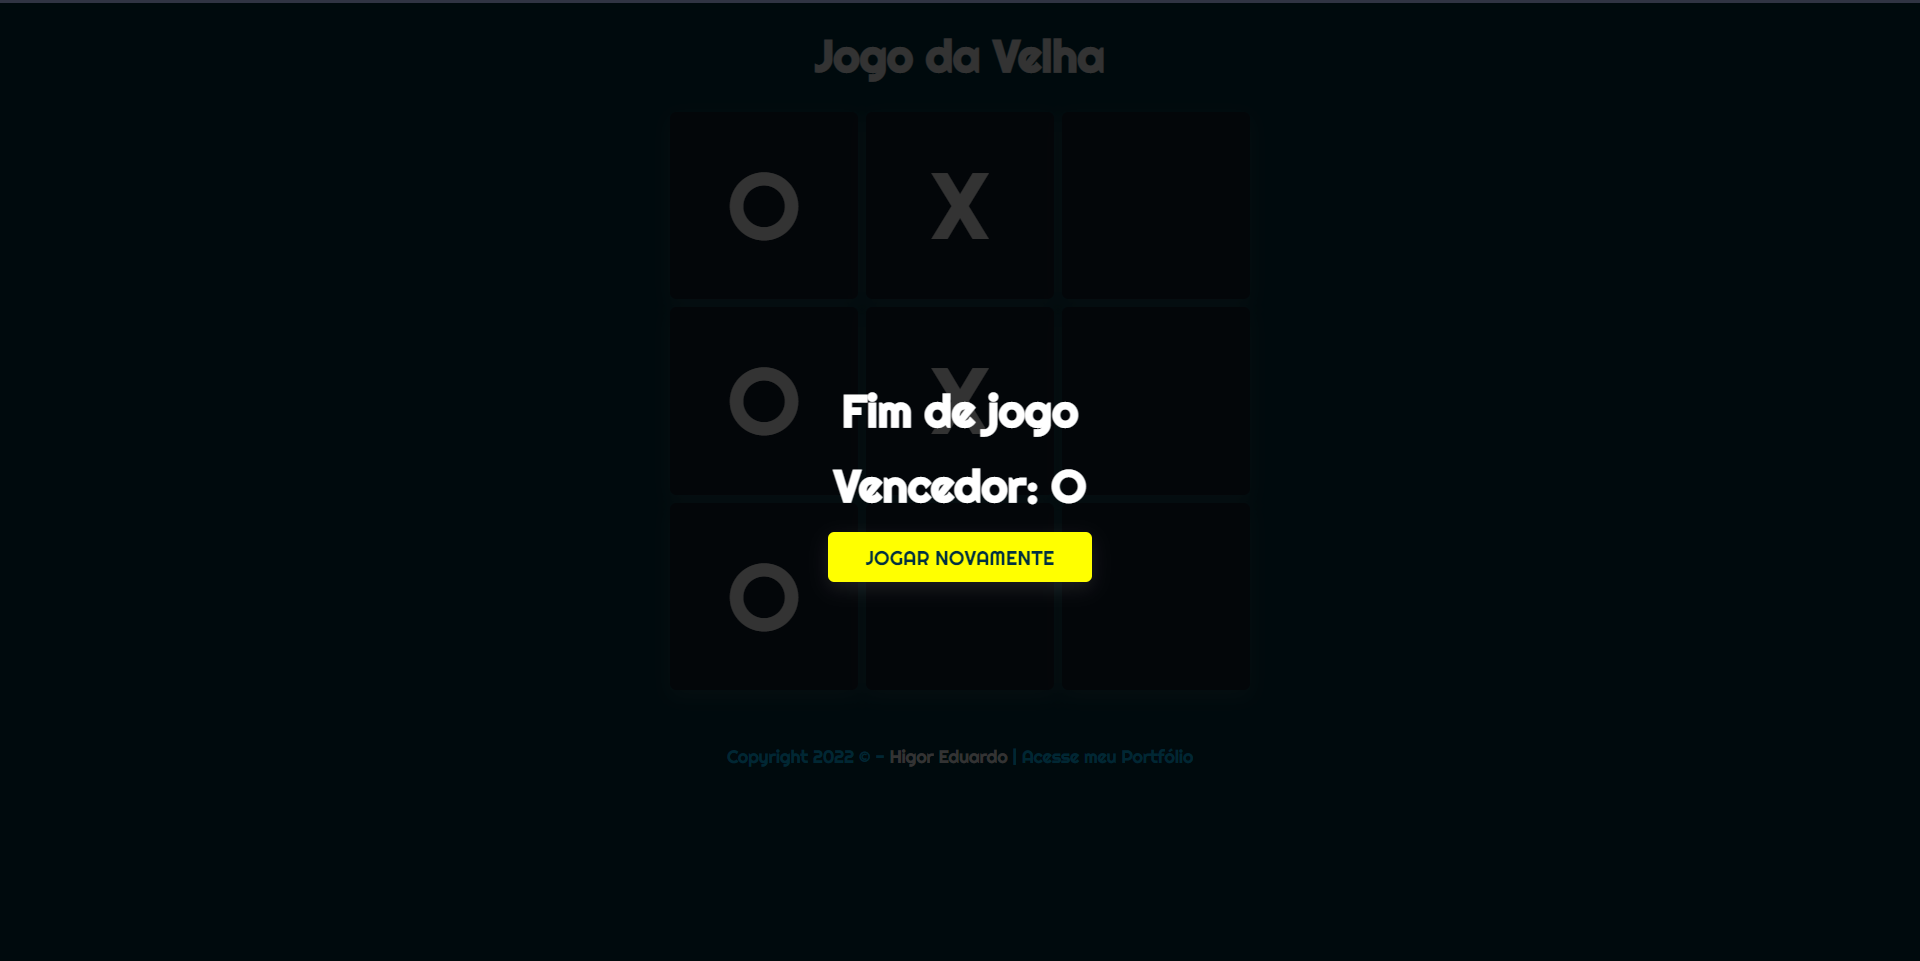 Jogo da Velha
O X
O X
Fim de jogo
Vencedor: O
JOGAR NOVAMENTE
O
Copyright 2022 © - Higor Eduardo | Acesse meu Portfólio